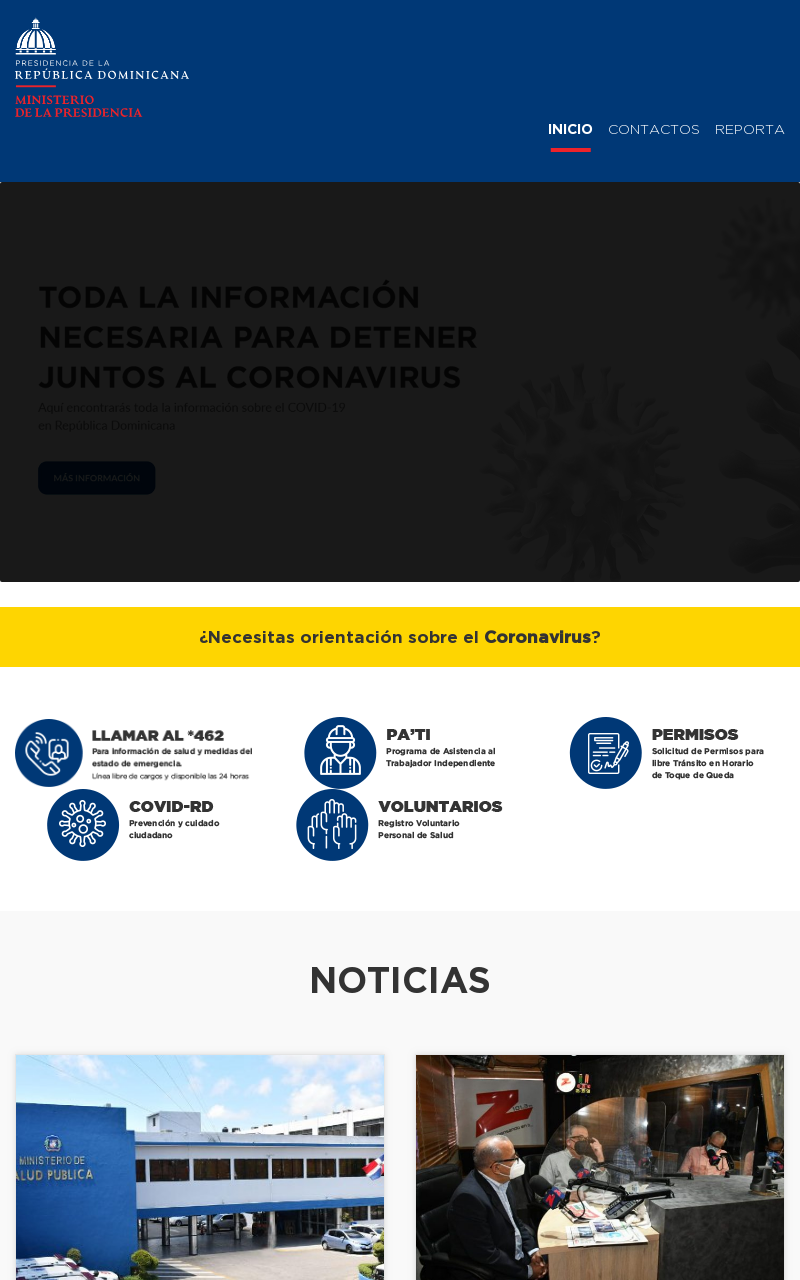 PRESIDENCIA DE LA
REPÚBLICA DOMINICANA
MINISTERIO
DE LA PRESIDENCIA
INICIO CONTACTOS REPORTA
TODA LA INFORMACIÓN
NECESARIA PARA DETENER
JUNTOS AL CORONAVIRUS
Aquí encontrarás toda la información sobre el COVID-19
en República Dominicana
MÁS INFORMACIÓN
¿Necesitas orientación sobre el Coronavirus?
LLAMAR AL *462
Para información de salud y medidas del
estado de emergencia.
Línea libre de cargos y disponible las 24 horas
PA'TI
Programa de Asistencia al
Trabajador Independiente
PERMISOS
Solicitud de Permisos para
libre Tránsito en Horario
de Toque de Queda
COVID-RD
Prevención y cuidado
ciudadano
VOLUNTARIOS
Registro Voluntario
Personal de Salud
NOTICIAS
MINISTERIO DE
SALUD PUBLICA
Z